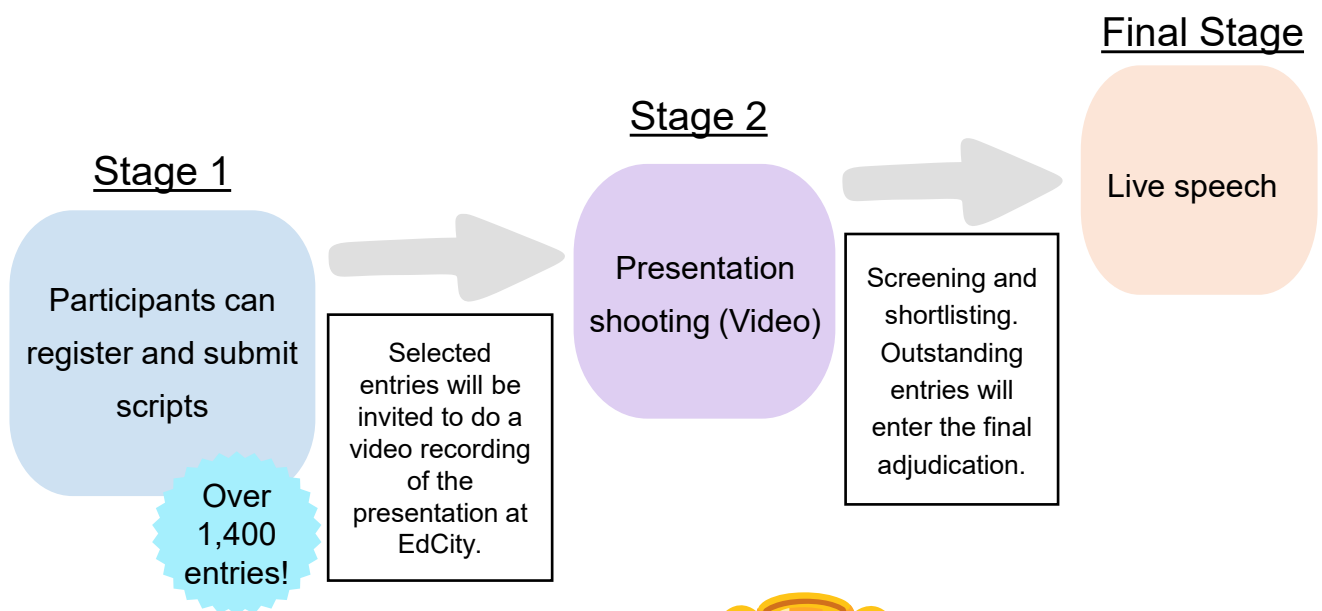 Stage 1
Participants can
register and submit
scripts
Over
1,400
entries!
Selected
entries will be
invited to do a
video recording
of the
presentation at
EdCity.
Stage 2
Presentation
shooting (Video)
Screening and
shortlisting.
Outstanding
entries will
enter the final
adjudication.
Final Stage
Live speech